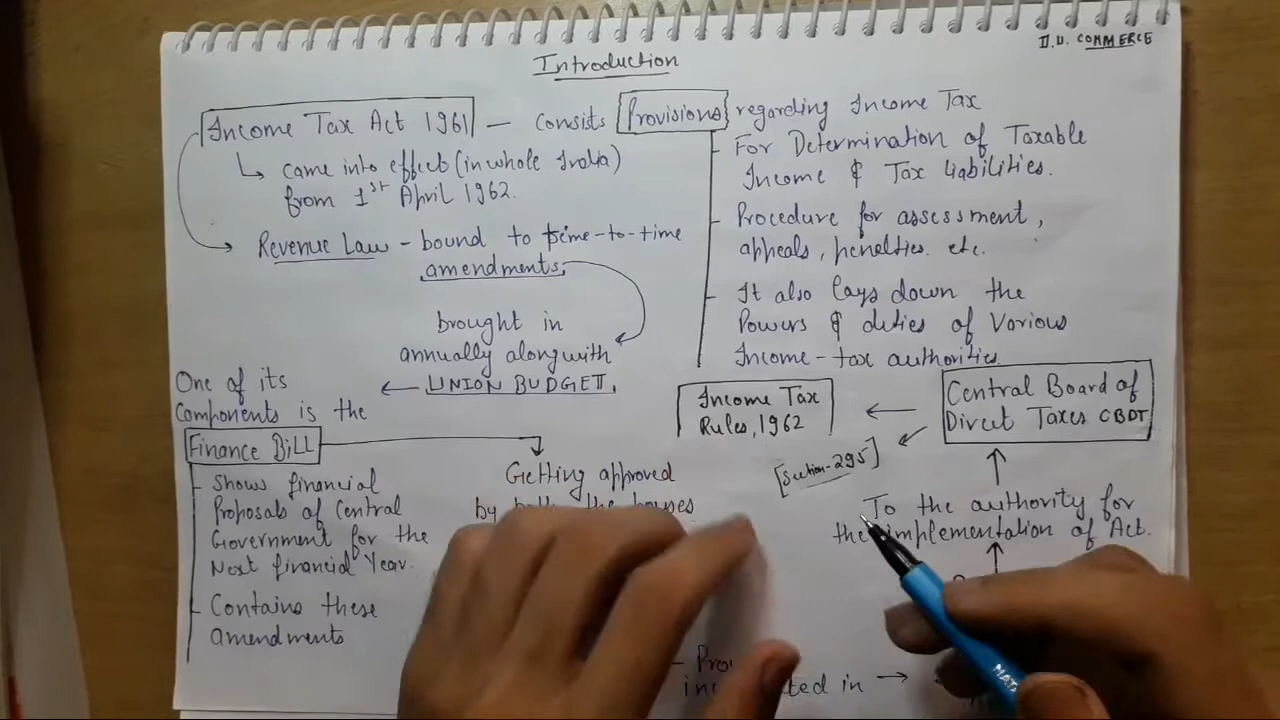 D.U. COMMERCE
Introduction
Income Tax Act 1961 — consists Provisions regarding Income Tax
↳ came into effect (in whole India)
from 1st April 1962.
Revenue Law - bound to time-to-time
amendments.
brought in
annually alongwith
UNION BUDGET.
For Determination of Taxable
Income & Tax liabilities.
Procedure for assessment,
appeals, penalties. etc.
It also lays down the
Powers & duties of Various
Income-tax authorities
One of its
Components is the
Finance Bill
- Shows financial
Proposals of Central
Government for the
Next financial Year.
- Contains these
amendments
Getting approved
by both the houses
Income Tax
Rules, 1962
Central Board of
Direct Taxes CBDT
[Section-295]
To the authority for
the implementation of Act.
in →